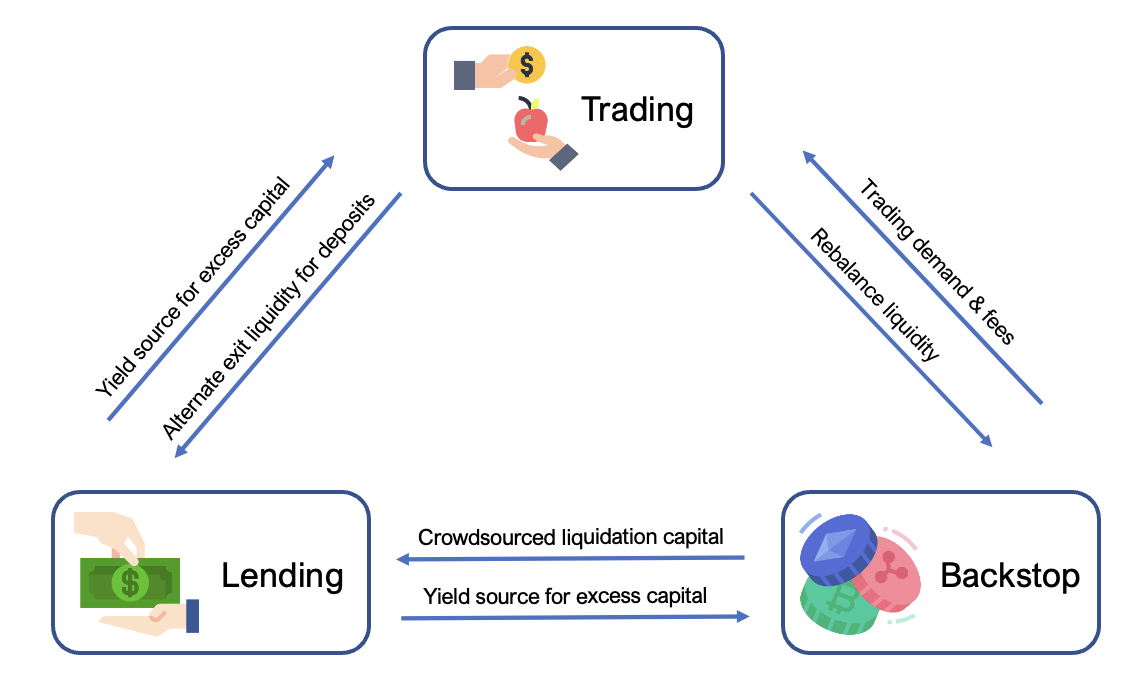 Trading
Yield source for excess capital
Alternate exit liquidity for deposits
Trading demand & fees
Rebalance liquidity
Lending
Crowdsourced liquidation capital
Yield source for excess capital
Backstop